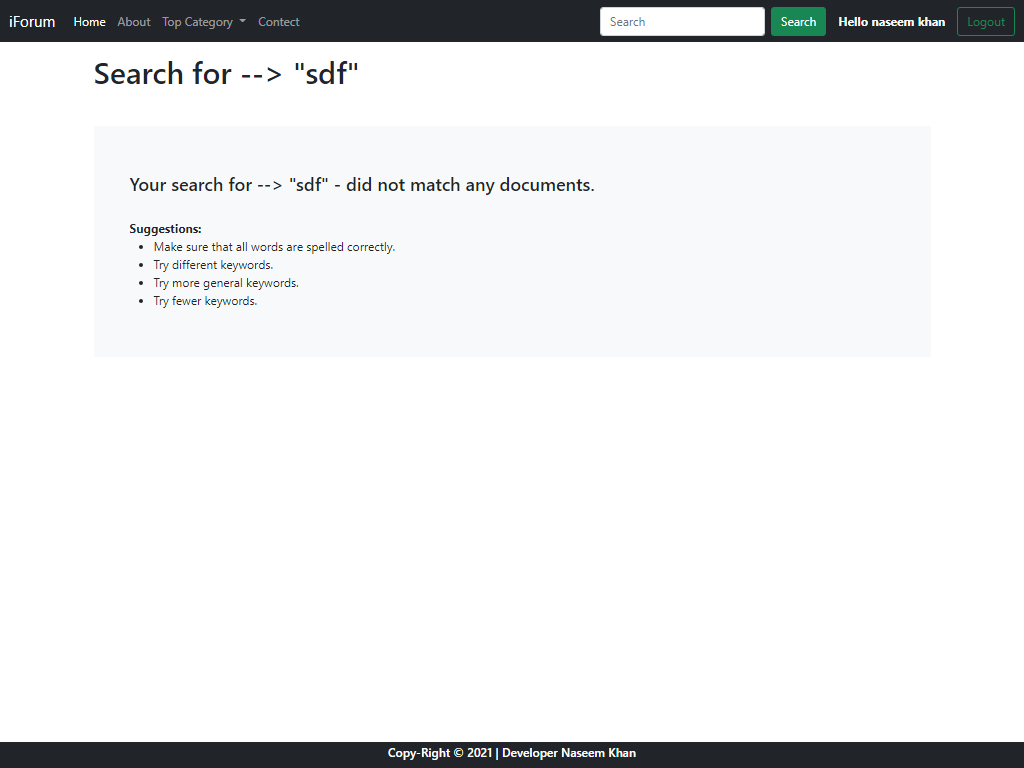 iForum Home About Top Category Contect Search Search Hello naseem khan Logout
Search for --> "sdf"
Your search for --> "sdf" - did not match any documents.
Suggestions:
Make sure that all words are spelled correctly.
Try different keywords.
Try more general keywords.
Try fewer keywords.
Copy-Right © 2021 | Developer Naseem Khan